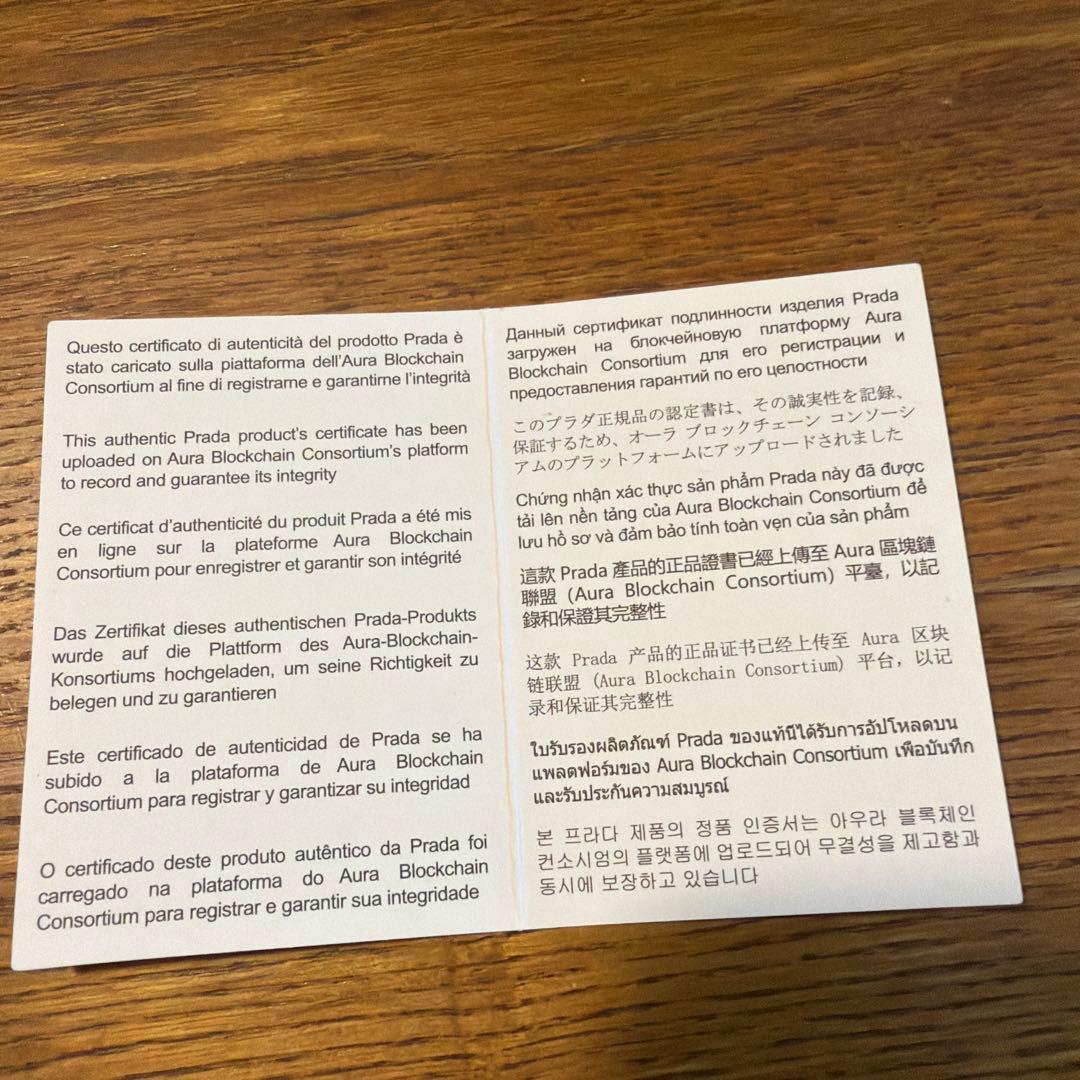 Questo certificato di autenticità del prodotto Prada è
stato caricato sulla piattaforma dell'Aura Blockchain
Consortium al fine di registrarne e garantirne l'integrità
This authentic Prada product's certificate has been
uploaded on Aura Blockchain Consortium's platform
to record and guarantee its integrity
Ce certificat d'authenticité du produit Prada a été mis
en ligne sur la plateforme Aura Blockchain
Consortium pour enregistrer et garantir son intégrité
Das Zertifikat dieses authentischen Prada-Produkts
wurde auf die Plattform des Aura-Blockchain-
Konsortiums hochgeladen, um seine Richtigkeit zu
belegen und zu garantieren
Este certificado de autenticidad de Prada se ha
subido a la plataforma de Aura Blockchain
Consortium para registrar y garantizar su integridad
O certificado deste produto autêntico da Prada foi
carregado na plataforma do Aura Blockchain
Consortium para registrar e garantir sua integridade
Данный сертификат подлинности изделия Prada
загружен на блокчейновую платформу Aura
Blockchain Consortium для его регистрации и
предоставления гарантий по его целостности
このプラダ正規品の認定書は、その誠実性を記録、
保証するため、オーラ ブロックチェーン コンソーシ
アムのプラットフォームにアップロードされました
Chứng nhận xác thực sản phẩm Prada này đã được
tải lên nền tảng của Aura Blockchain Consortium để
lưu hồ sơ và đảm bảo tính toàn vẹn của sản phẩm
這款 Prada 產品的正品證書已經上傳至 Aura 區塊鏈
聯盟（Aura Blockchain Consortium）平臺，以記
錄和保證其完整性
这款 Prada 产品的正品证书已经上传至 Aura 区块
链联盟（Aura Blockchain Consortium）平台，以记
录和保证其完整性
ใบรับรองผลิตภัณฑ์ Prada ของแท้นี้ได้รับการอัปโหลดบน
แพลตฟอร์มของ Aura Blockchain Consortium เพื่อบันทึก
และรับประกันความสมบูรณ์
본 프라다 제품의 정품 인증서는 아우라 블록체인
컨소시엄의 플랫폼에 업로드되어 무결성을 제고함과
동시에 보장하고 있습니다